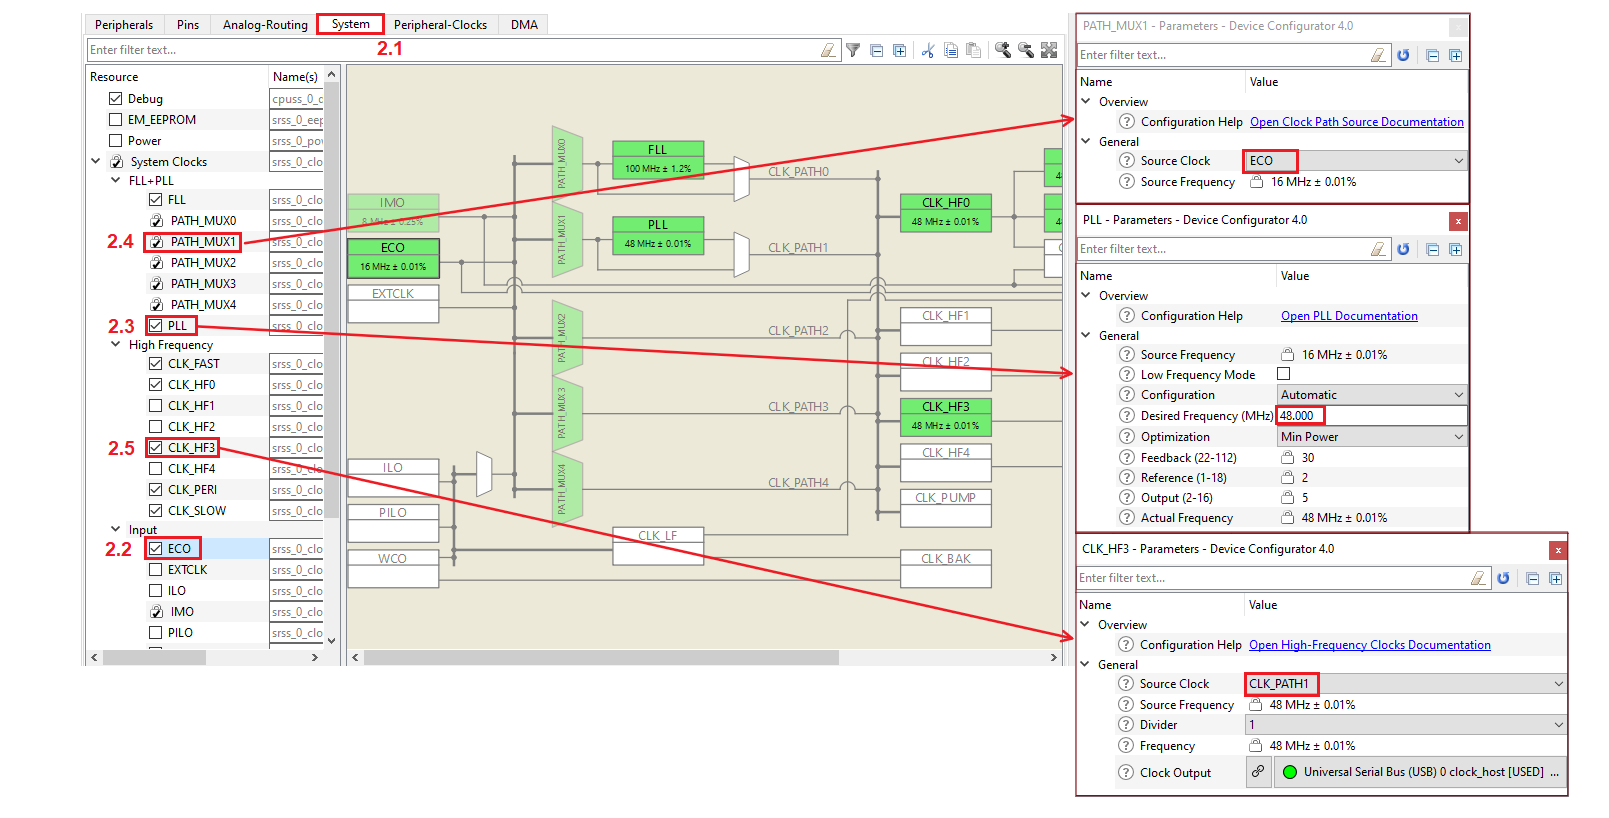 Peripherals Pins Analog-Routing System Peripheral-Clocks DMA
Enter filter text...
2.1
Resource Name(s)
Debug cpuss_0_d
EM_EEPROM srss_0_eep
Power srss_0_pov
System Clocks srss_0_clo
FLL+PLL
FLL srss_0_clo
PATH_MUX0 srss_0_clo
2.4 PATH_MUX1 srss_0_clo
PATH_MUX2 srss_0_clo
PATH_MUX3 srss_0_clo
PATH_MUX4 srss_0_clo
2.3 PLL srss_0_clo
High Frequency
CLK_FAST srss_0_clo
CLK_HF0 srss_0_clo
CLK_HF1 srss_0_clo
CLK_HF2 srss_0_clo
2.5 CLK_HF3 srss_0_clo
CLK_HF4 srss_0_clo
CLK_PERI srss_0_clo
CLK_SLOW srss_0_clo
Input
2.2 ECO srss_0_clo
EXTCLK srss_0_clo
ILO srss_0_clo
IMO srss_0_clo
PILO srss_0_clo
IMO
8 MHz ± 0.25%
ECO
16 MHz ± 0.01%
EXTCLK
ILO
PILO
WCO
PATH_MUX0
PATH_MUX1
PATH_MUX2
PATH_MUX3
PATH_MUX4
FLL
100 MHz ± 1.2%
PLL
48 MHz ± 0.01%
CLK_LF
CLK_PATH0
CLK_PATH1
CLK_PATH2
CLK_PATH3
CLK_PATH4
CLK_HF0
48 MHz ± 0.01%
CLK_HF1
CLK_HF2
CLK_HF3
48 MHz ± 0.01%
CLK_HF4
CLK_PUMP
CLK_BAK
PATH_MUX1 - Parameters - Device Configurator 4.0
Enter filter text...
Name Value
Overview
Configuration Help Open Clock Path Source Documentation
General
Source Clock ECO
Source Frequency 16 MHz ± 0.01%
PLL - Parameters - Device Configurator 4.0
Enter filter text...
Name Value
Overview
Configuration Help Open PLL Documentation
General
Source Frequency 16 MHz ± 0.01%
Low Frequency Mode
Configuration Automatic
Desired Frequency (MHz) 48.000
Optimization Min Power
Feedback (22-112) 30
Reference (1-18) 2
Output (2-16) 5
Actual Frequency 48 MHz ± 0.01%
CLK_HF3 - Parameters - Device Configurator 4.0
Enter filter text...
Name Value
Overview
Configuration Help Open High-Frequency Clocks Documentation
General
Source Clock CLK_PATH1
Source Frequency 48 MHz ± 0.01%
Divider 1
Frequency 48 MHz ± 0.01%
Clock Output Universal Serial Bus (USB) 0 clock_host [USED] ...